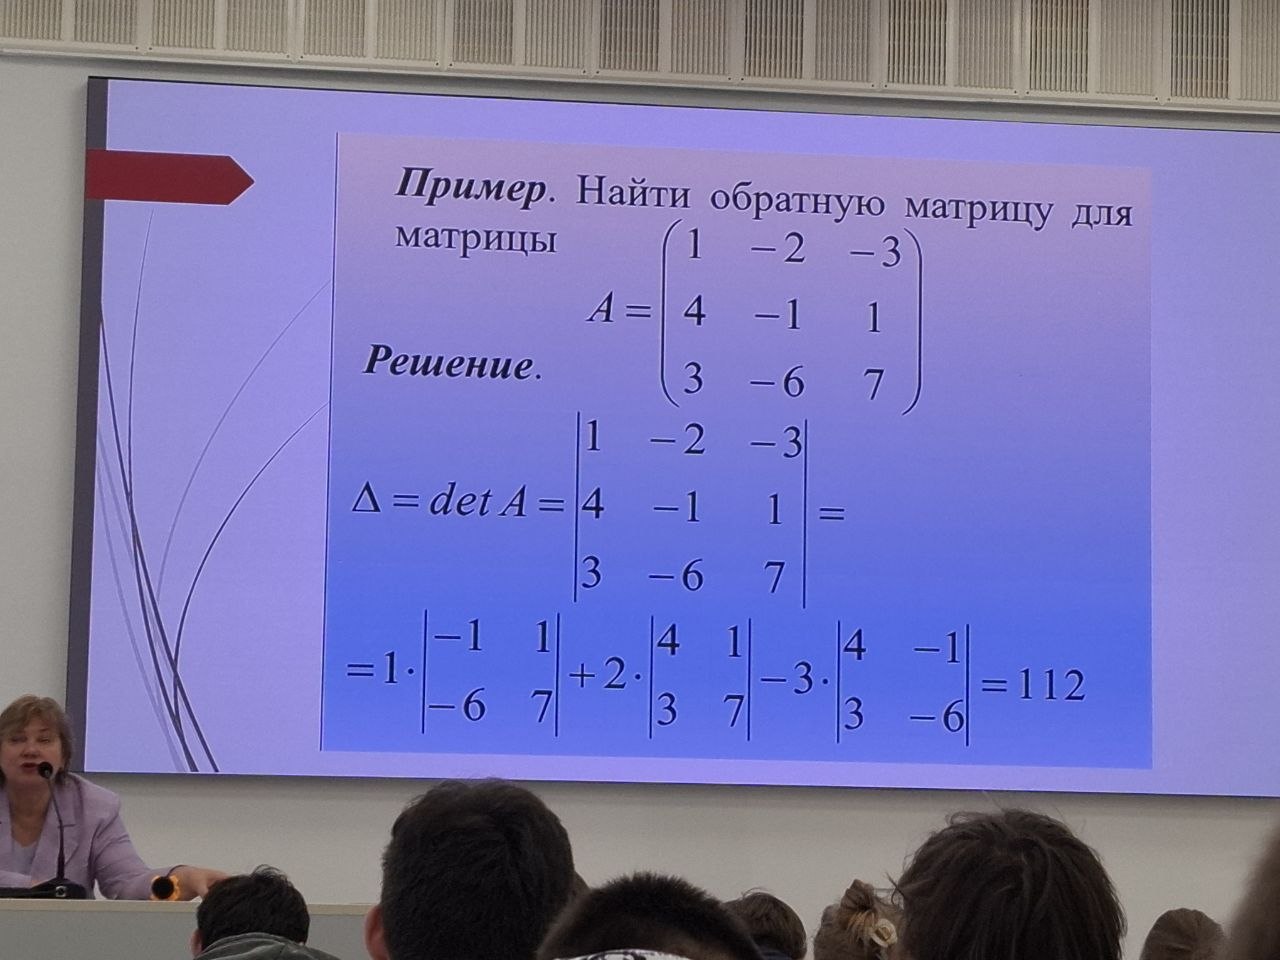 Пример. Найти обратную матрицу для
матрицы
A = ( 1 −2 −3
4 −1 1
3 −6 7 )
Решение.
Δ = det A = | 1 −2 −3
4 −1 1
3 −6 7 | =
= 1 · | −1 1
−6 7 | + 2 · | 4 1
3 7 | − 3 · | 4 −1
3 −6 | = 112